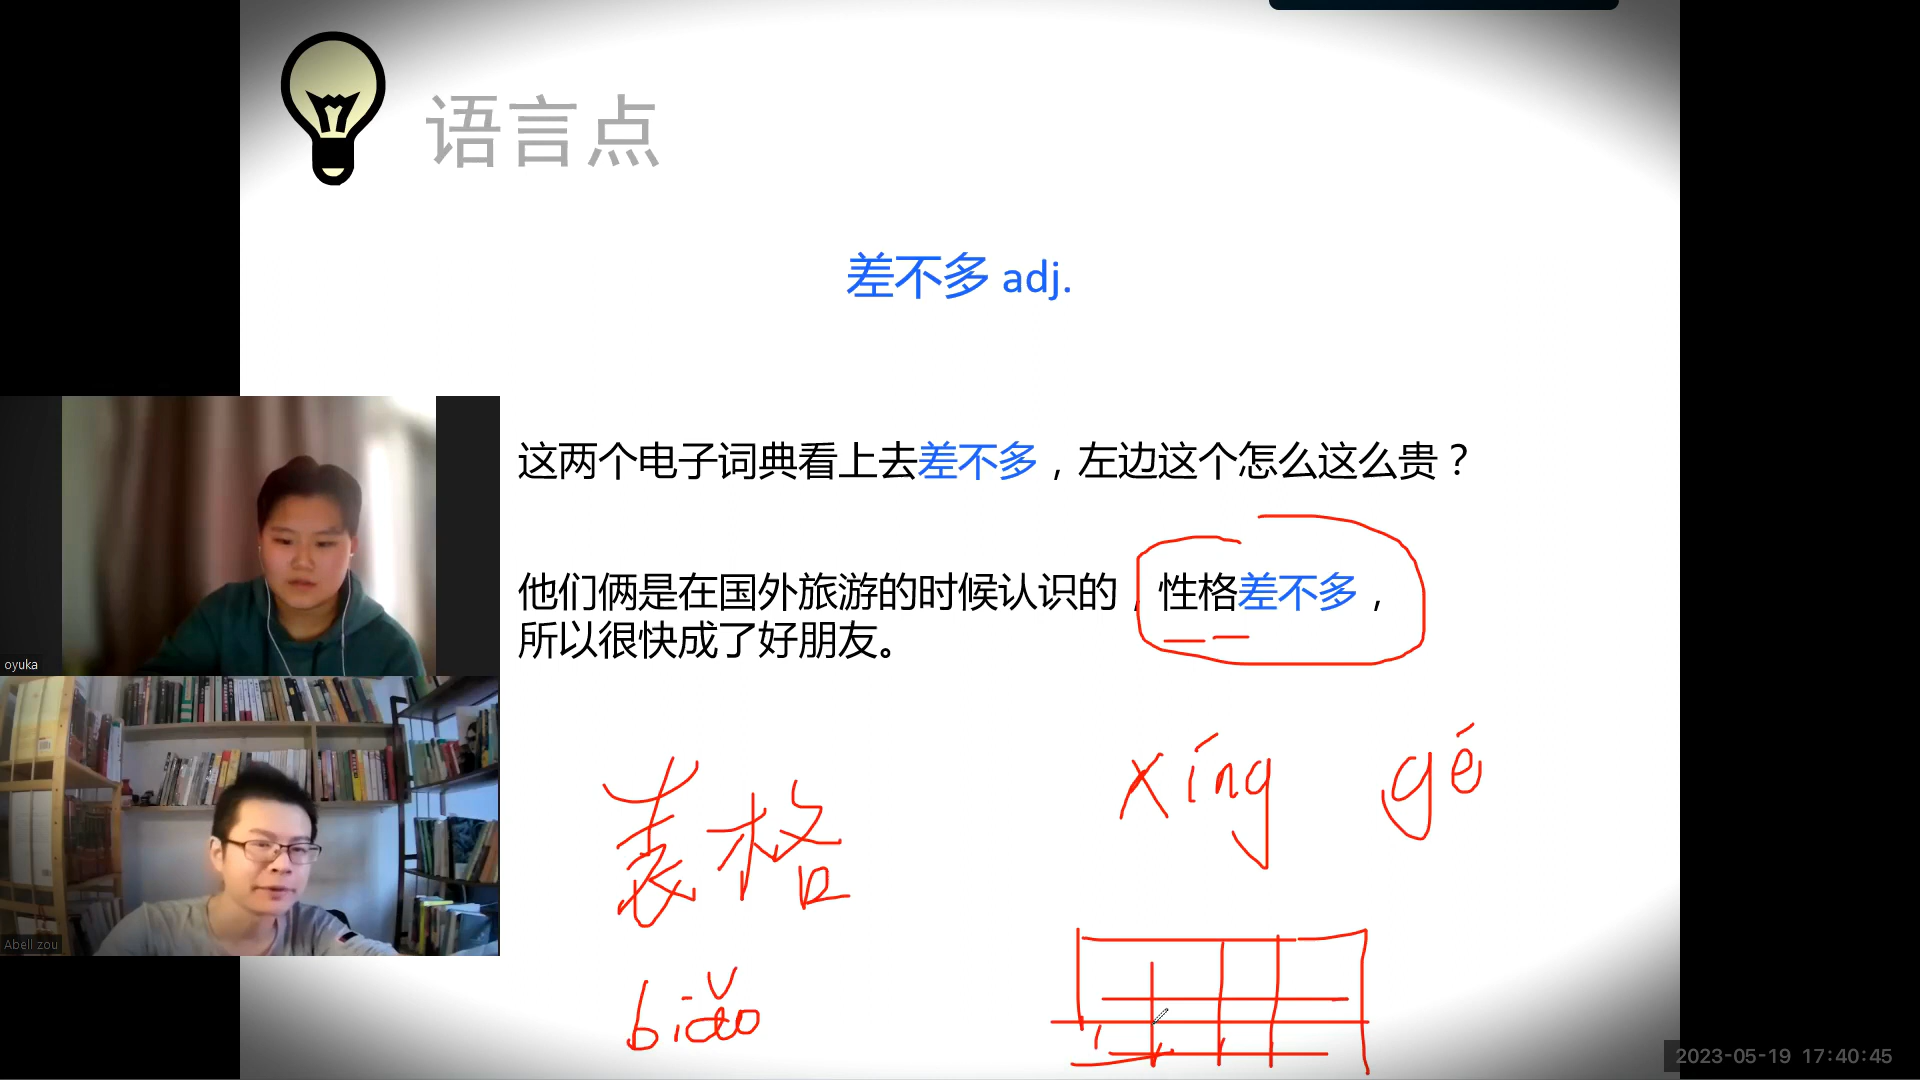 语言点
差不多 adj.
这两个电子词典看上去差不多，左边这个怎么这么贵？
他们俩是在国外旅游的时候认识的，性格差不多，
所以很快成了好朋友。
oyuka
表格
xíng gé
Abell zou
biǎo
2023-05-19 17:40:45